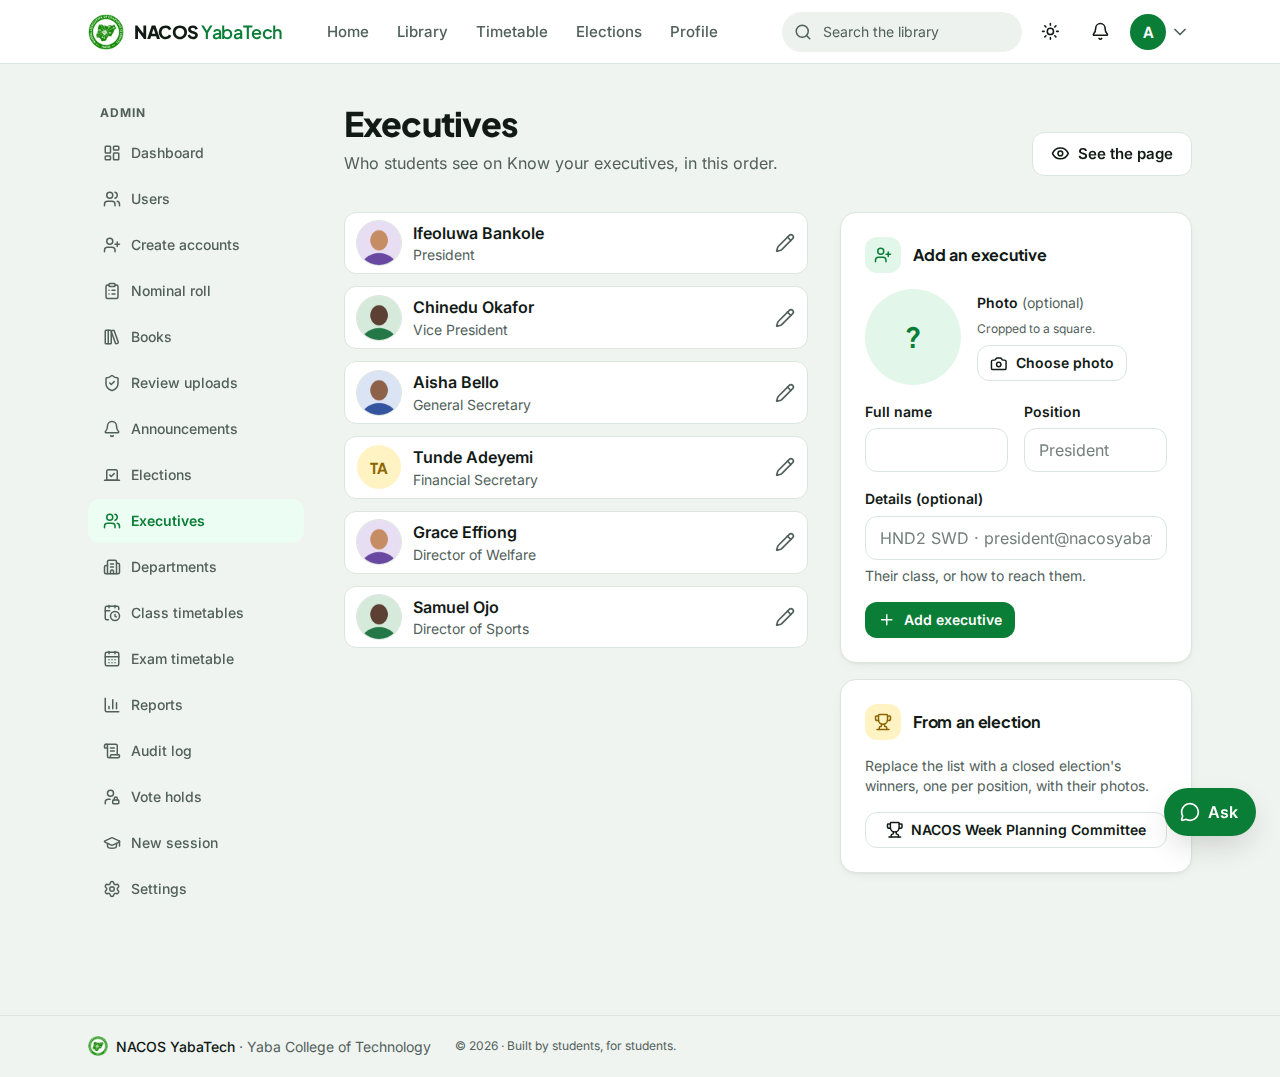 NACOS YabaTech
Home
Library
Timetable
Elections
Profile
Search the library
A
ADMIN
Dashboard
Users
Create accounts
Nominal roll
Books
Review uploads
Announcements
Elections
Executives
Departments
Class timetables
Exam timetable
Reports
Audit log
Vote holds
New session
Settings
Executives
Who students see on Know your executives, in this order.
See the page
Ifeoluwa Bankole
President
Chinedu Okafor
Vice President
Aisha Bello
General Secretary
TA
Tunde Adeyemi
Financial Secretary
Grace Effiong
Director of Welfare
Samuel Ojo
Director of Sports
Add an executive
?
Photo (optional)
Cropped to a square.
Choose photo
Full name
Position
President
Details (optional)
HND2 SWD · president@nacosyaba
Their class, or how to reach them.
Add executive
From an election
Replace the list with a closed election's
winners, one per position, with their photos.
NACOS Week Planning Committee
Ask
NACOS YabaTech · Yaba College of Technology
© 2026 · Built by students, for students.